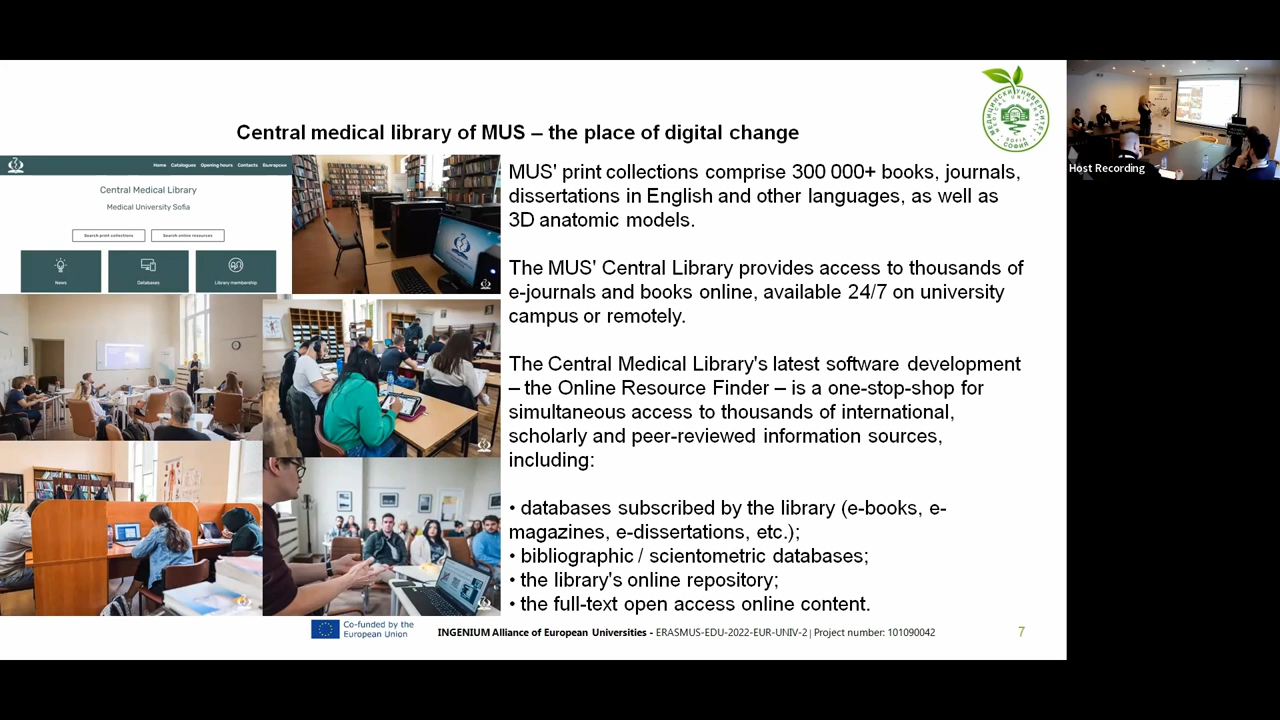 Central medical library of MUS – the place of digital change
МЕДИЦИНСКИ УНИВЕРСИТЕТ
MEDICAL UNIVERSITY
SOFIA
СОФИЯ
Host Recording
Home Catalogues Opening hours Contacts Български
Central Medical Library
Medical University Sofia
Search print collections Search online resources
News Databases Library membership
MUS' print collections comprise 300 000+ books, journals,
dissertations in English and other languages, as well as
3D anatomic models.
The MUS' Central Library provides access to thousands of
e-journals and books online, available 24/7 on university
campus or remotely.
The Central Medical Library's latest software development
– the Online Resource Finder – is a one-stop-shop for
simultaneous access to thousands of international,
scholarly and peer-reviewed information sources,
including:
• databases subscribed by the library (e-books, e-
magazines, e-dissertations, etc.);
• bibliographic / scientometric databases;
• the library's online repository;
• the full-text open access online content.
Co-funded by the
European Union
INGENIUM Alliance of European Universities - ERASMUS-EDU-2022-EUR-UNIV-2 | Project number: 101090042
7